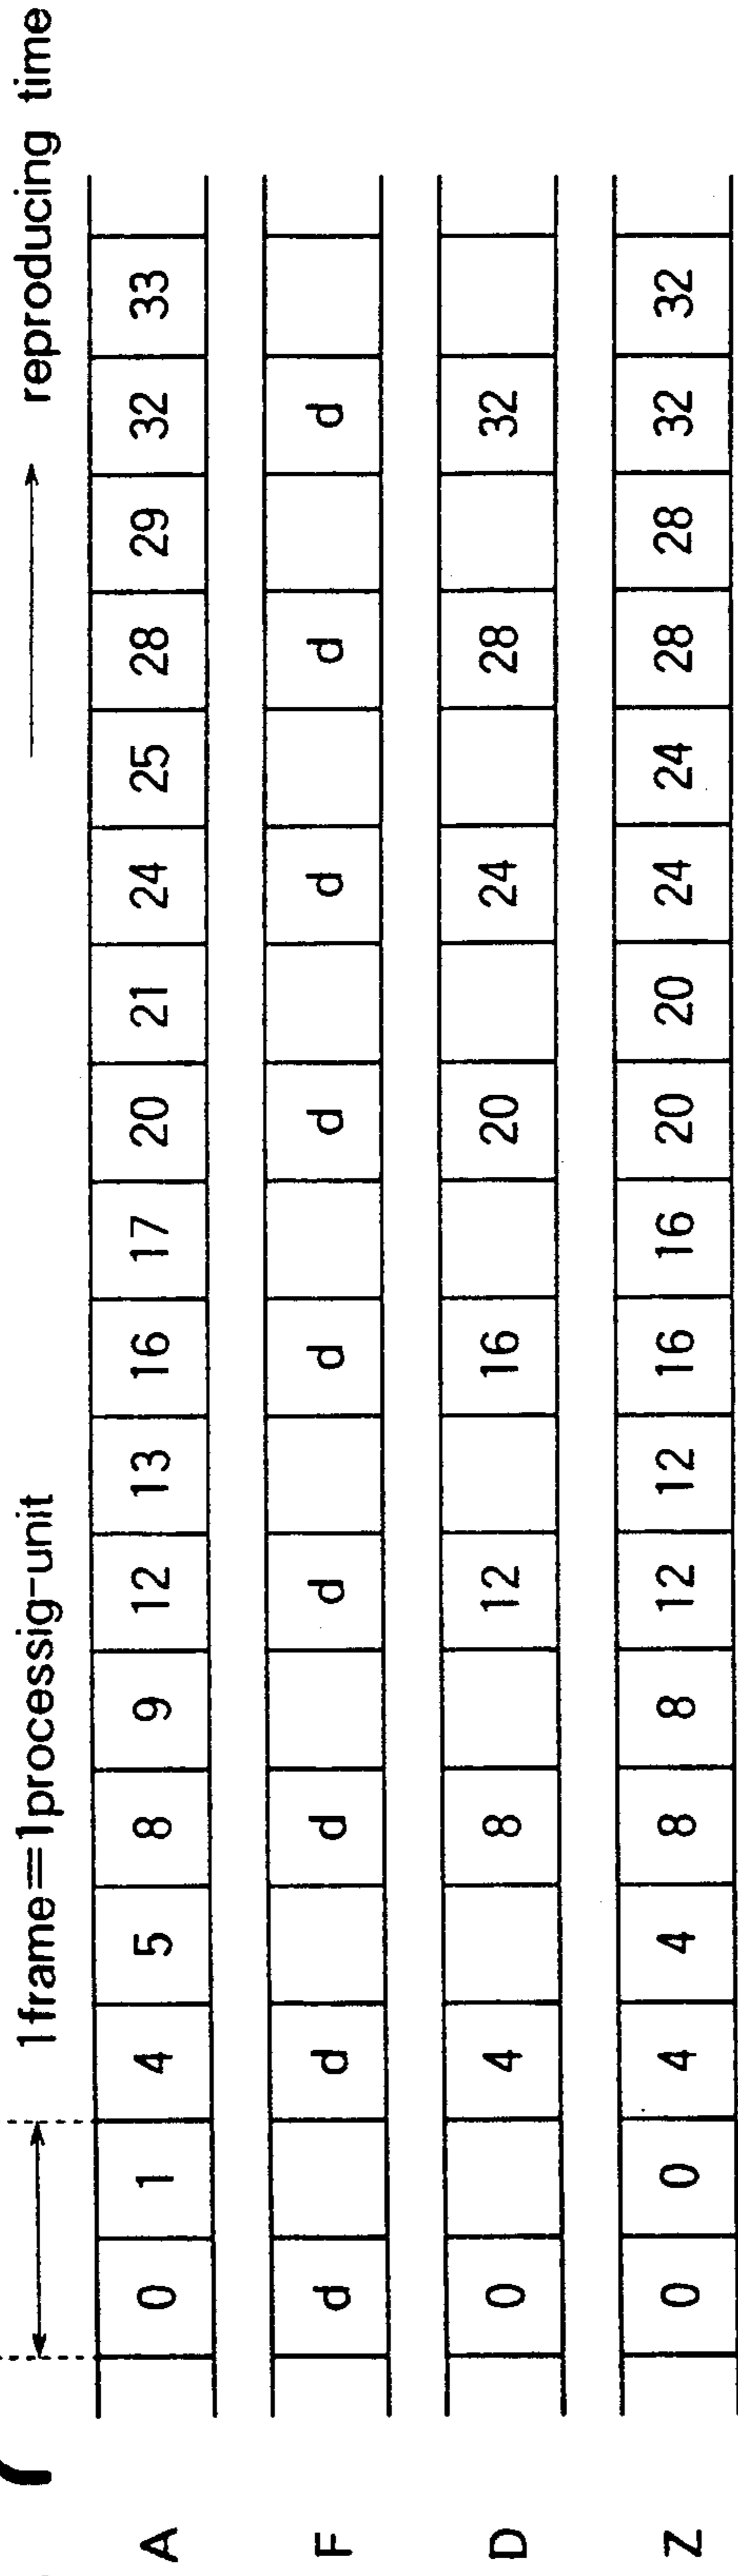 1frame=1processig-unit
reproducing time
A 0 1 4 5 8 9 12 13 16 17 20 21 24 25 28 29 32 33
F d d d d d d d d d
D 0 4 8 12 16 20 24 28 32
Z 0 0 4 4 8 8 12 12 16 16 20 20 24 24 28 28 32 32